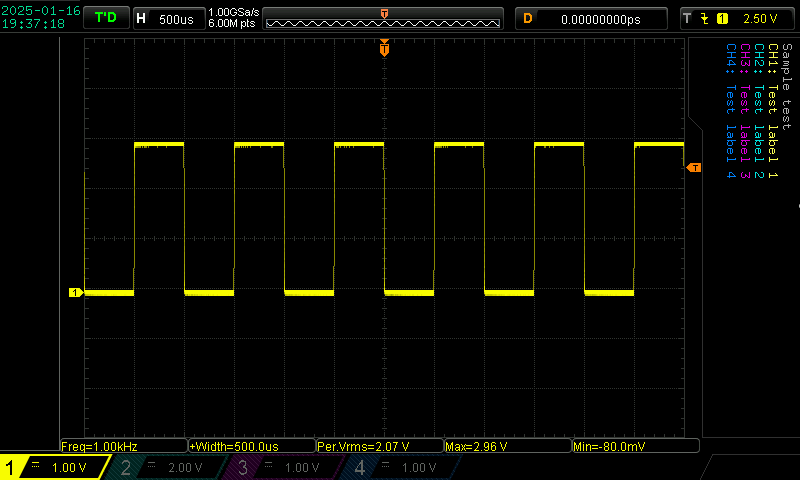 2025-01-16
19:37:18
T'D
H 500us
1.00GSa/s
6.00M pts
T
D 0.00000000ps
T 1 2.50 V
T
Sample test
CH1: Test label 1
CH2: Test label 2
CH3: Test label 3
CH4: Test label 4
T
1
Freq=1.00kHz
+Width=500.0us
Per.Vrms=2.07 V
Max=2.96 V
Min=-80.0mV
1 1.00 V
2 2.00 V
3 1.00 V
4 1.00 V